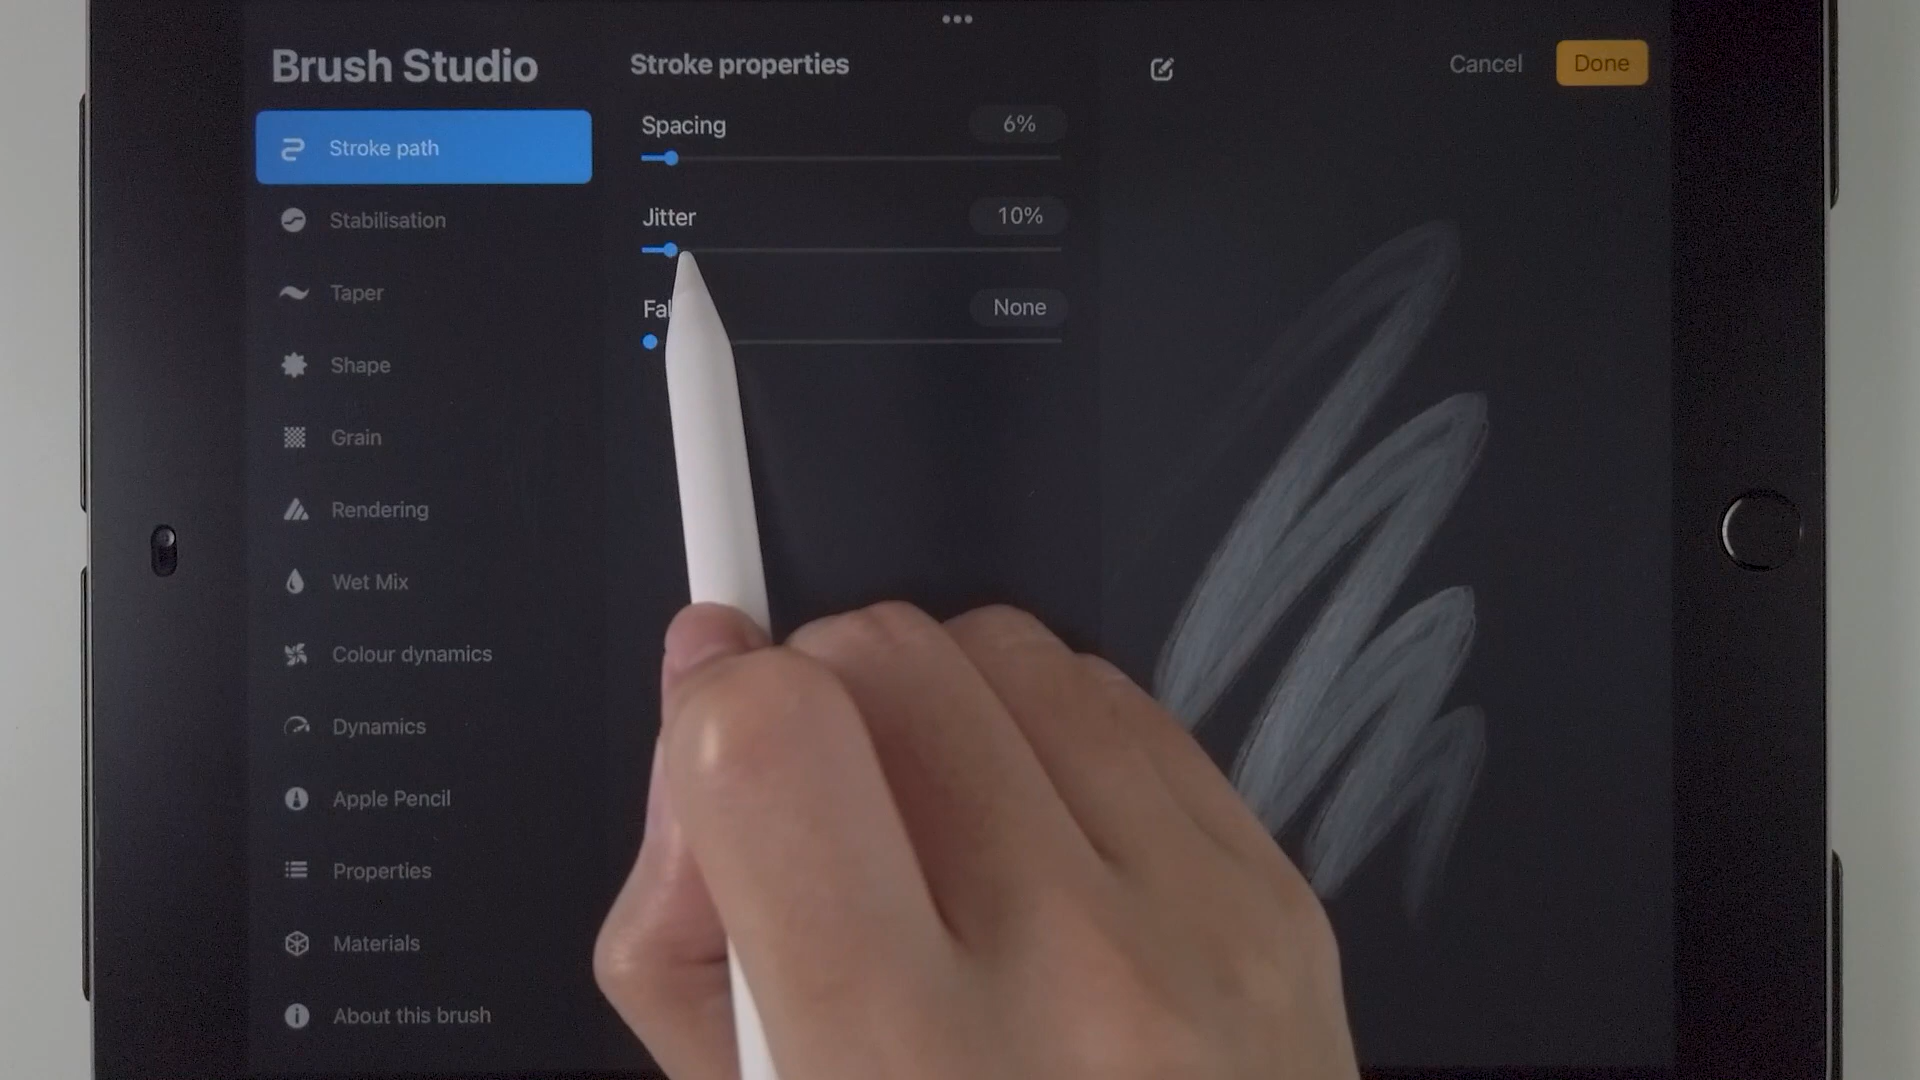 Brush Studio
Stroke path
Stabilisation
Taper
Shape
Grain
Rendering
Wet Mix
Colour dynamics
Dynamics
Apple Pencil
Properties
Materials
About this brush
Stroke properties
Spacing 6%
Jitter 10%
Fal None
Cancel Done